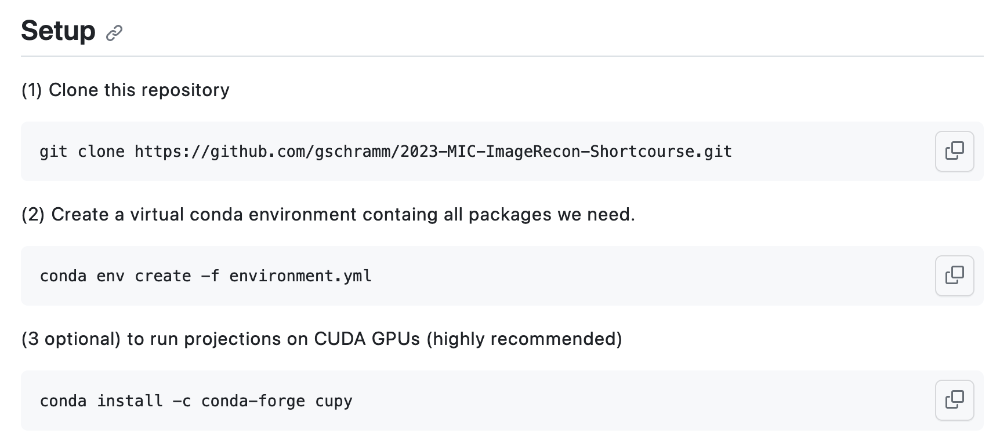 Setup
(1) Clone this repository
git clone https://github.com/gschramm/2023-MIC-ImageRecon-Shortcourse.git
(2) Create a virtual conda environment containg all packages we need.
conda env create -f environment.yml
(3 optional) to run projections on CUDA GPUs (highly recommended)
conda install -c conda-forge cupy